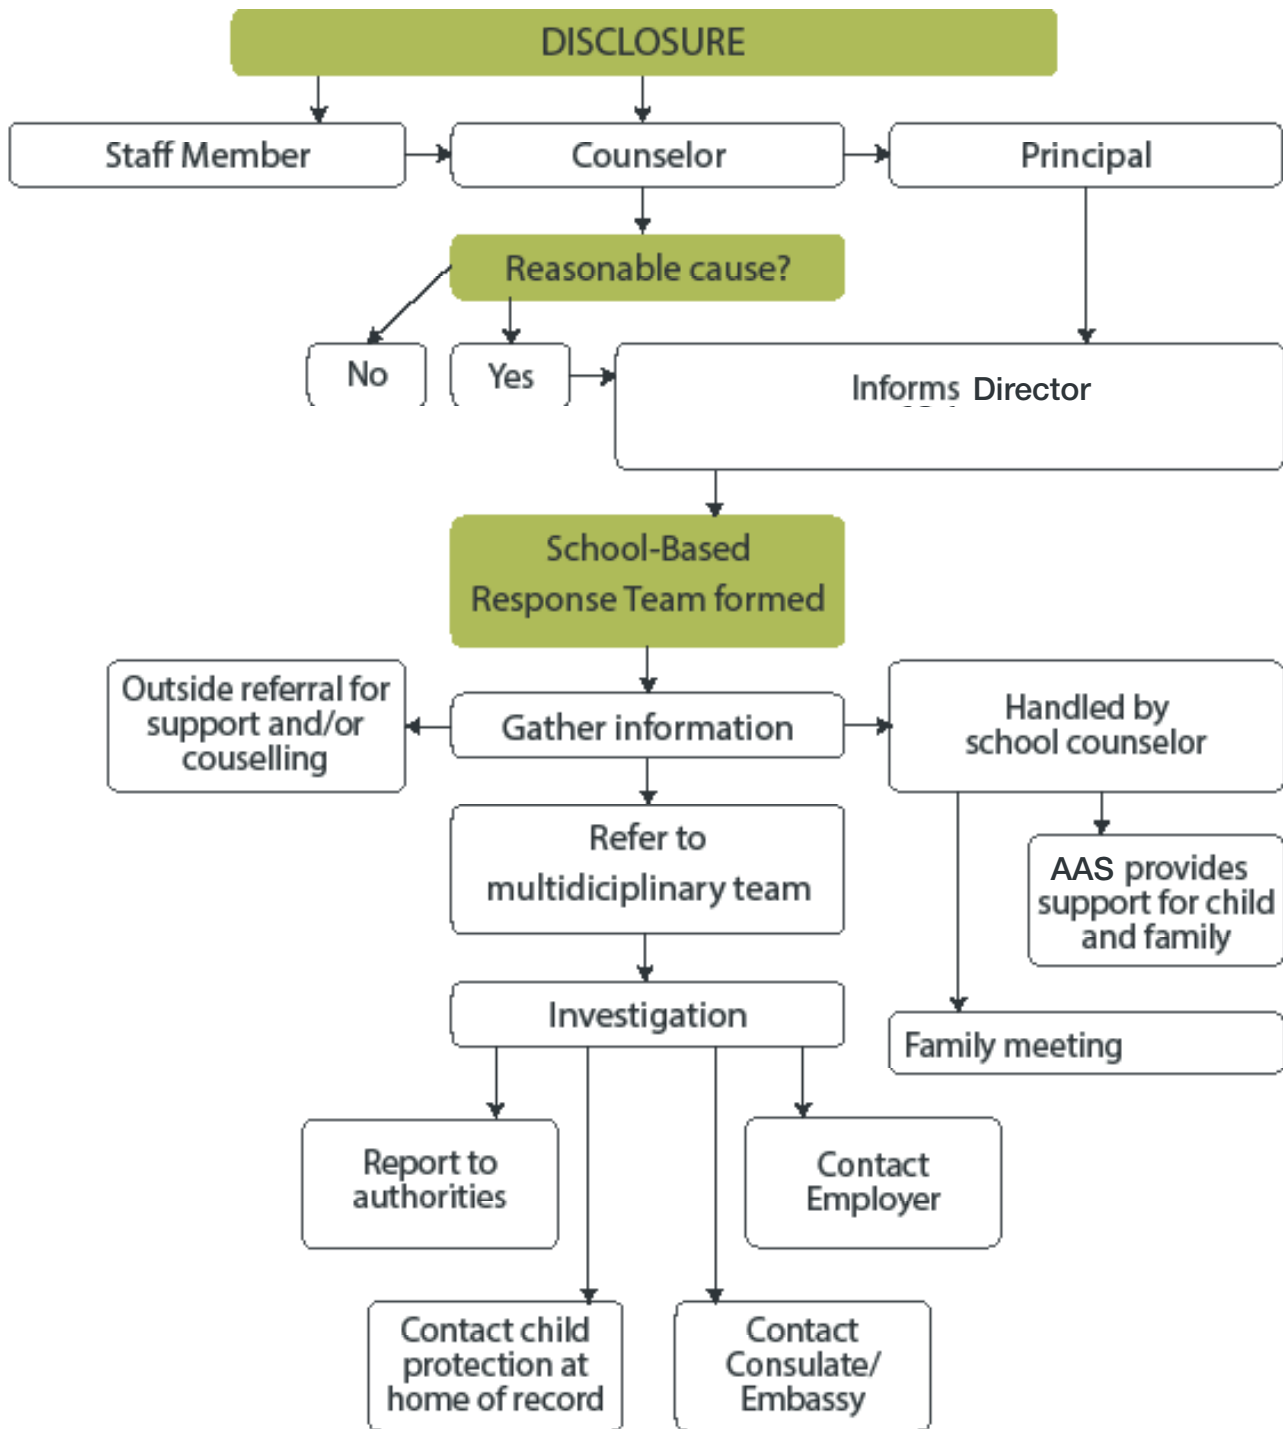 DISCLOSURE
Staff Member
Counselor
Principal
Reasonable cause?
No
Yes
Informs Director
School-Based
Response Team formed
Outside referral for
support and/or
couselling
Gather information
Handled by
school counselor
Refer to
multidiciplinary team
AAS provides
support for child
and family
Investigation
Family meeting
Report to
authorities
Contact
Employer
Contact child
protection at
home of record
Contact
Consulate/
Embassy